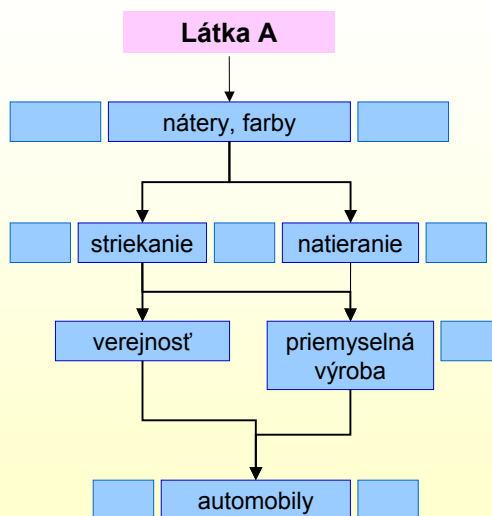 Látka A
nátery, farby
striekanie
natieranie
verejnosť
priemyselná
výroba
automobily